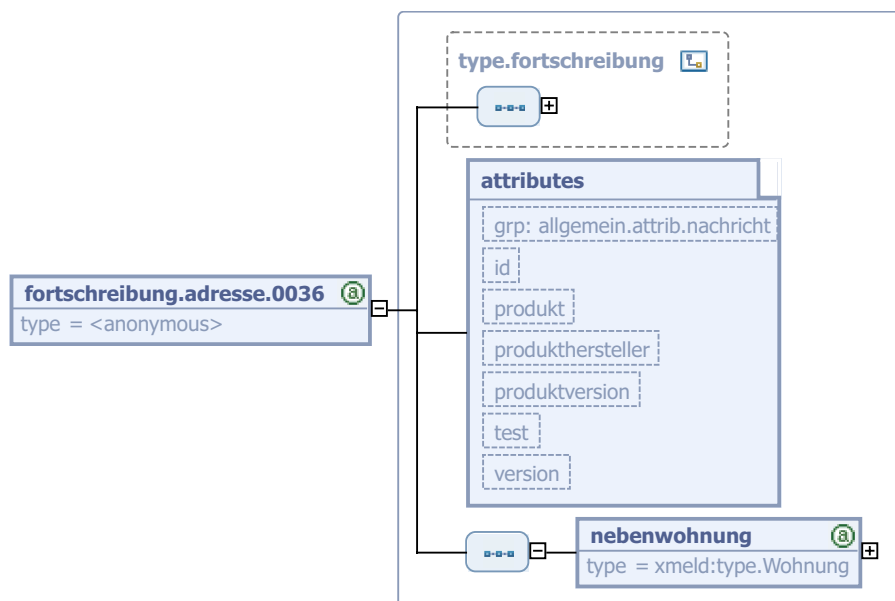 type.fortschreibung
attributes
grp: allgemein.attrib.nachricht
id
produkt
produkthersteller
produktversion
test
version
fortschreibung.adresse.0036 @
type = <anonymous>
nebenwohnung @
type = xmeld:type.Wohnung